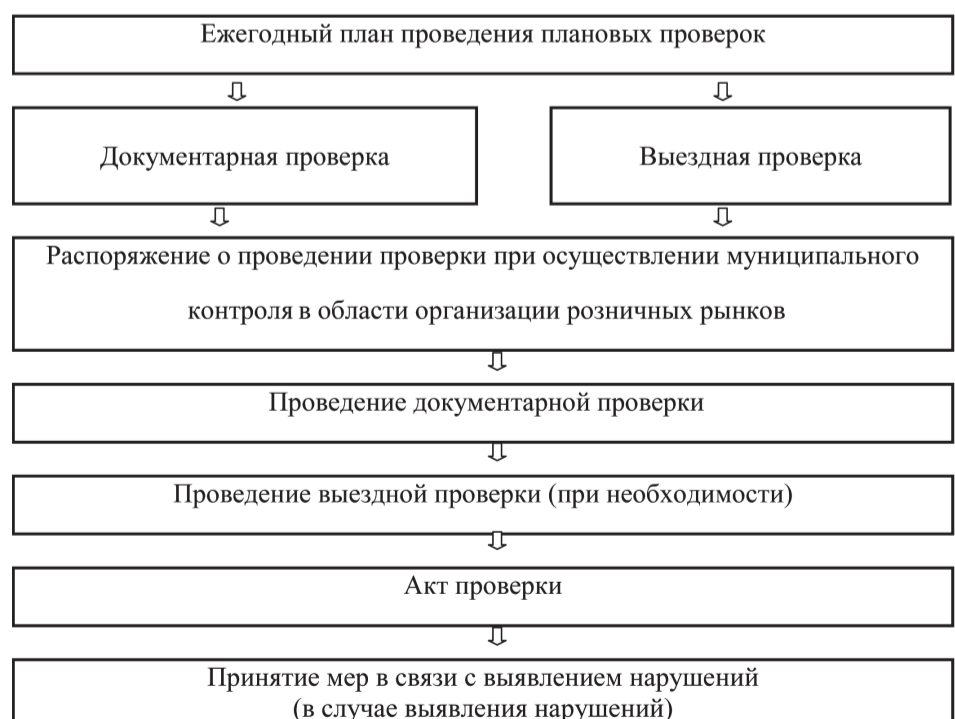 Ежегодный план проведения плановых проверок
Документарная проверка
Выездная проверка
Распоряжение о проведении проверки при осуществлении муниципального
контроля в области организации розничных рынков
Проведение документарной проверки
Проведение выездной проверки (при необходимости)
Акт проверки
Принятие мер в связи с выявлением нарушений
(в случае выявления нарушений)